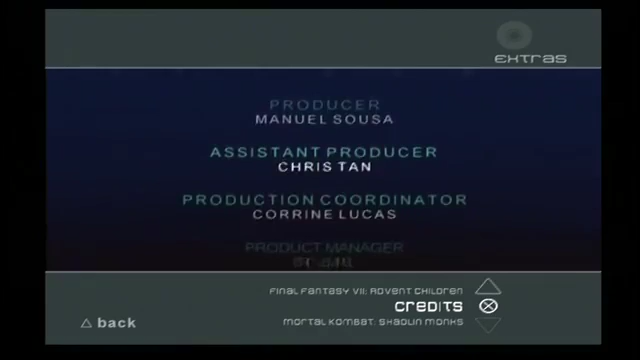 extras
PRODUCER
MANUEL SOUSA
ASSISTANT PRODUCER
CHRIS TAN
PRODUCTION COORDINATOR
CORRINE LUCAS
PRODUCT MANAGER
FINAL FANTASY VII: ADVENT CHILDREN
credits
MORTAL KOMBAT: SHAOLIN MONKS
back